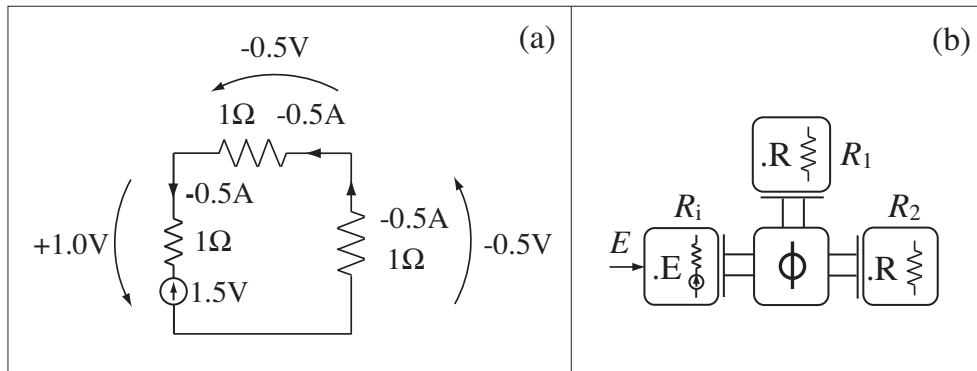 (a)
-0.5V
1Ω -0.5A
-0.5A
1Ω
+1.0V
1.5V
-0.5A
1Ω
-0.5V
(b)
.R R1
Ri
R2
E
.E
ϕ
.R